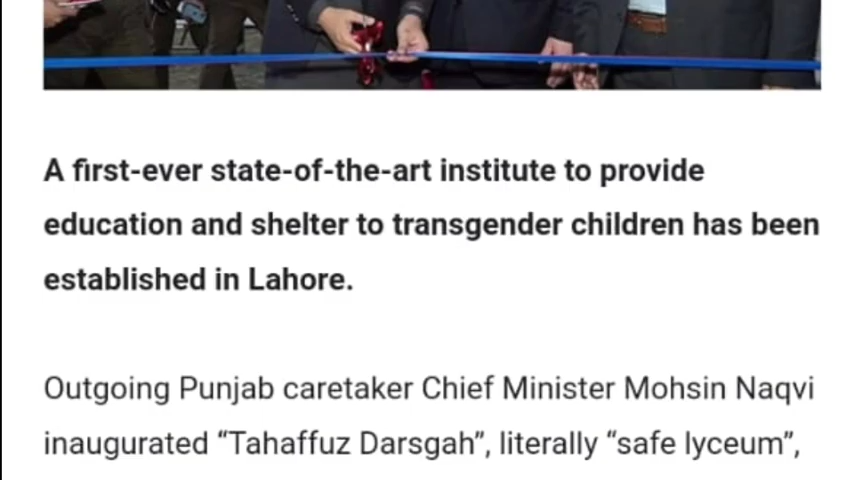 A first-ever state-of-the-art institute to provide
education and shelter to transgender children has been
established in Lahore.
Outgoing Punjab caretaker Chief Minister Mohsin Naqvi
inaugurated “Tahaffuz Darsgah”, literally “safe lyceum”,